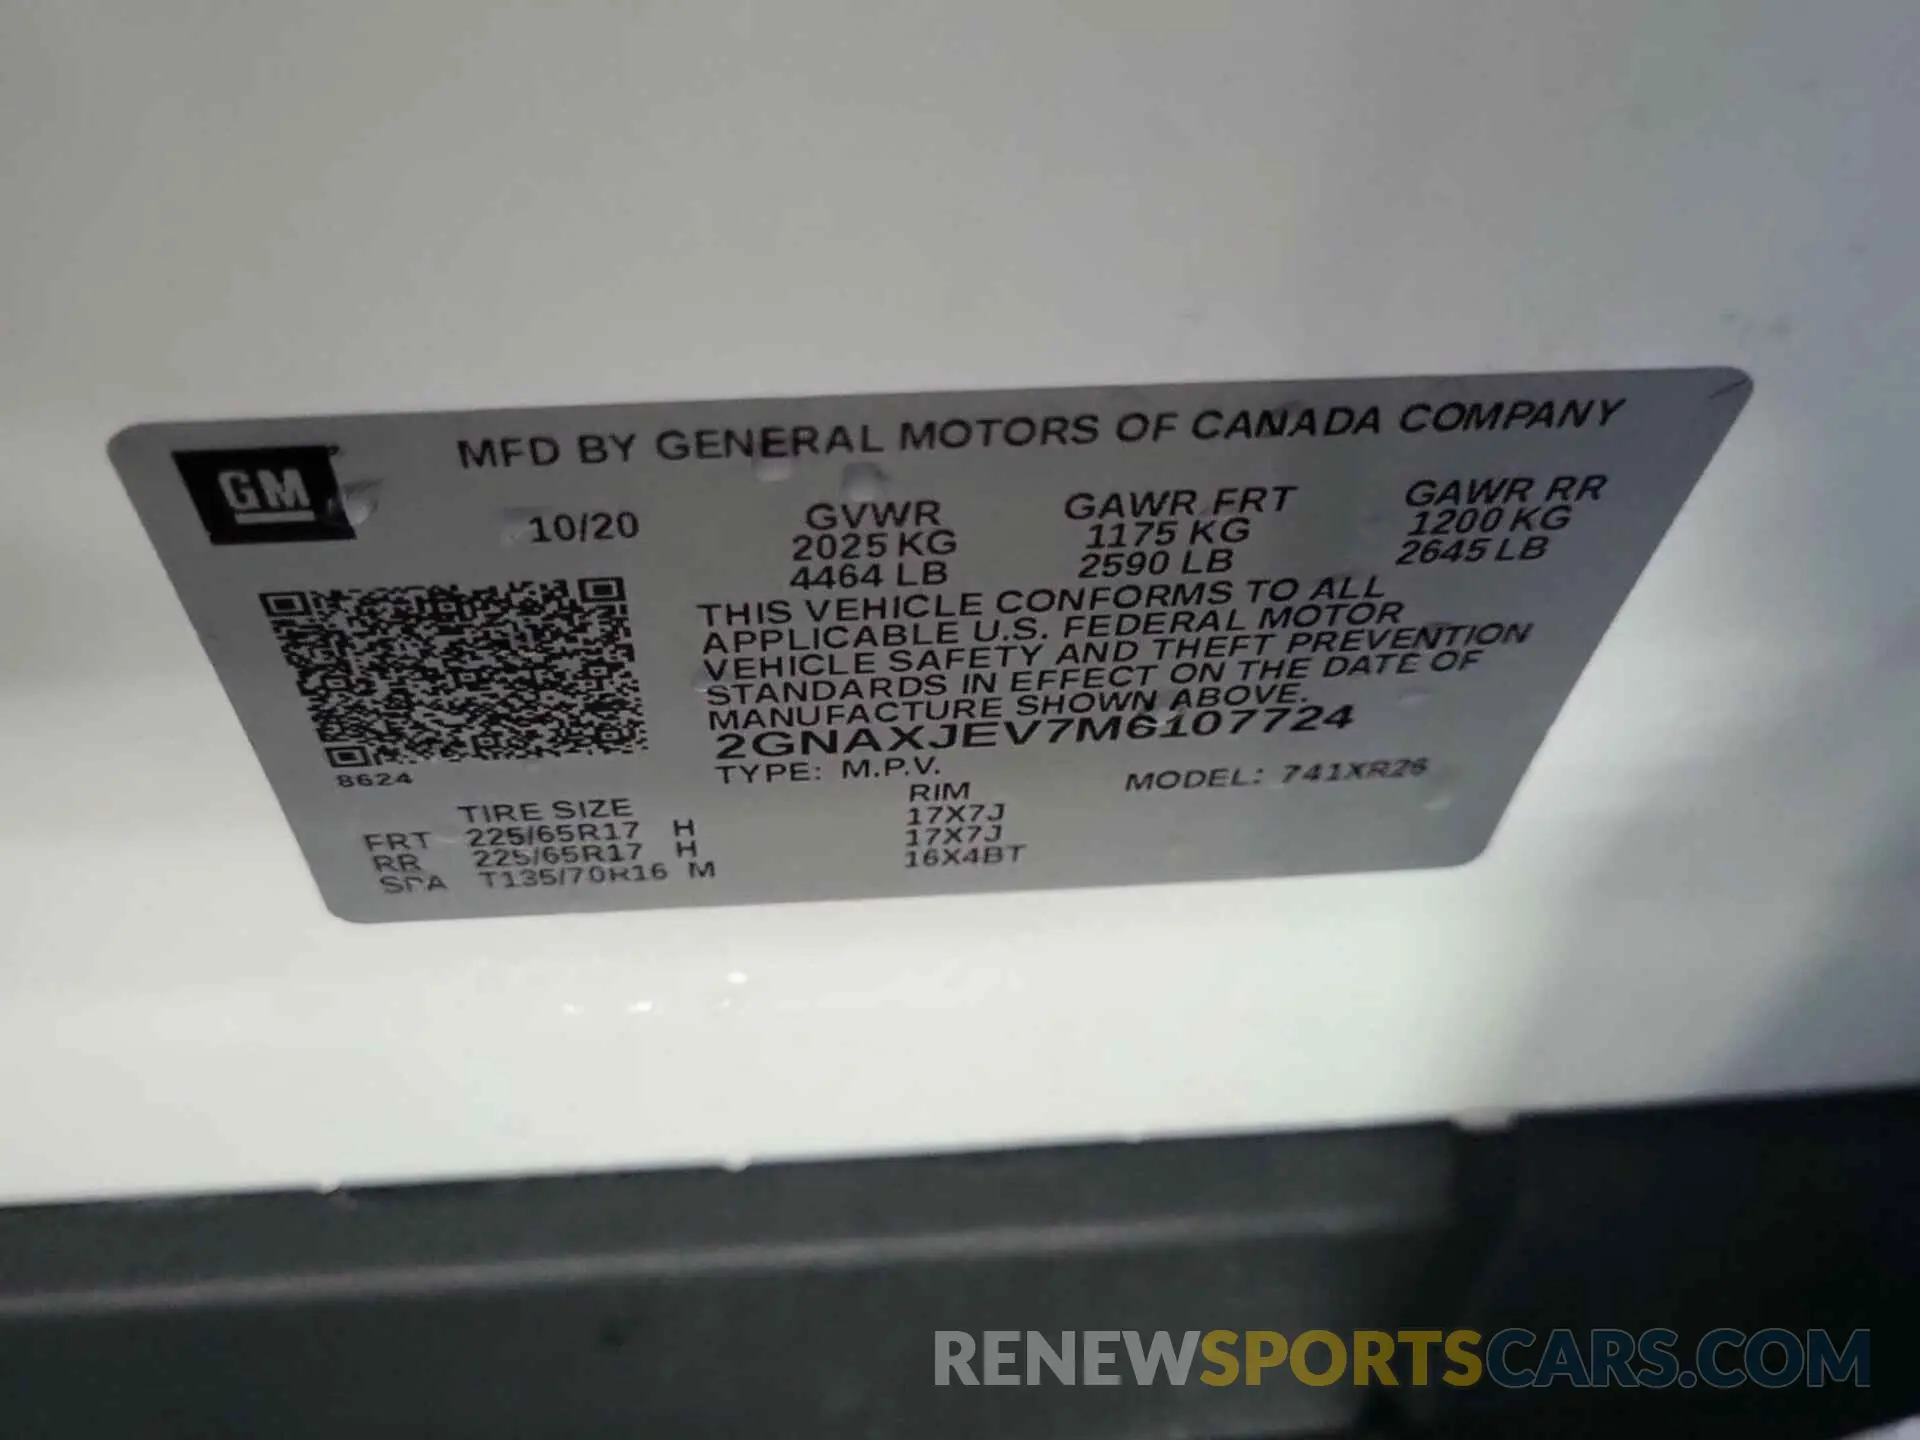 GM
MFD BY GENERAL MOTORS OF CANADA COMPANY
10/20
GVWR GAWR FRT GAWR RR
2025 KG 1175 KG 1200 KG
4464 LB 2590 LB 2645 LB
THIS VEHICLE CONFORMS TO ALL
APPLICABLE U.S. FEDERAL MOTOR
VEHICLE SAFETY AND THEFT PREVENTION
STANDARDS IN EFFECT ON THE DATE OF
MANUFACTURE SHOWN ABOVE.
2GNAXJEV7M6107724
8624
TYPE: M.P.V. MODEL: 741XR26
TIRE SIZE RIM
FRT 225/65R17 H 17X7J
RR 225/65R17 H 17X7J
SPA T135/70R16 M 16X4BT
RENEWSPORTSCARS.COM